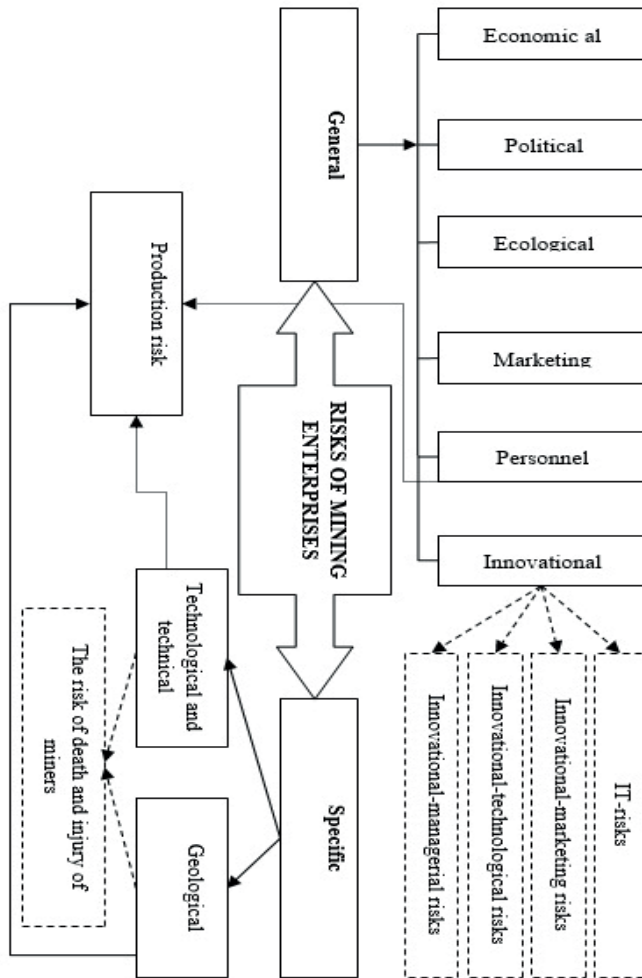 Economic al
Political
Ecological
Marketing
Personnel
Innovational
General
Production risk
RISKS OF MINING
ENTERPRISES
Technological and
technical
The risk of death and injury of
miners
Specific
Geological
IT-risks
Innovational-marketing risks
Innovational-technological risks
Innovational-managerial risks